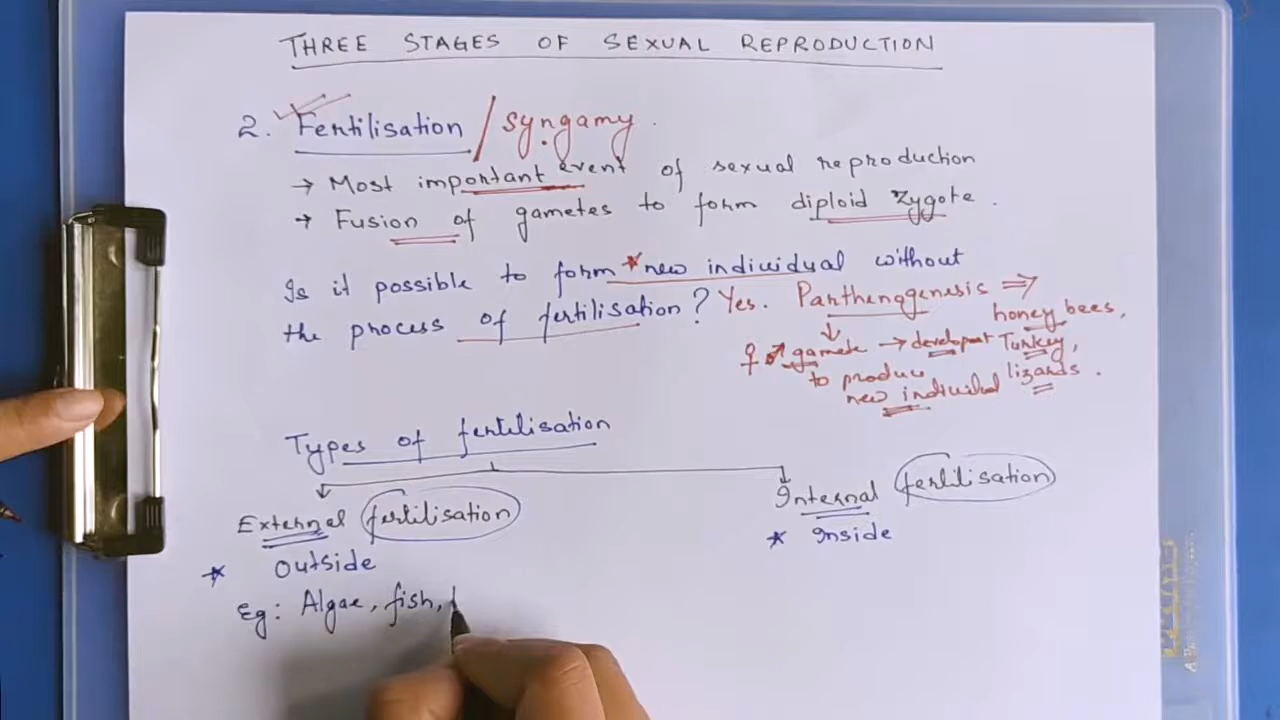 THREE STAGES OF SEXUAL REPRODUCTION
2. Fertilisation / Syngamy.
→ Most important event of sexual reproduction
→ Fusion of gametes to form diploid zygote.
Is it possible to form *new individual without
the process of fertilisation? Yes. Parthenogenesis ⇒
honey bees,
Turkey,
lizards.
♀ ♂ gamete → development
to produce
new individual
Types of fertilisation
External fertilisation
* Outside
Eg: Algae, fish,
Internal fertilisation
* Inside